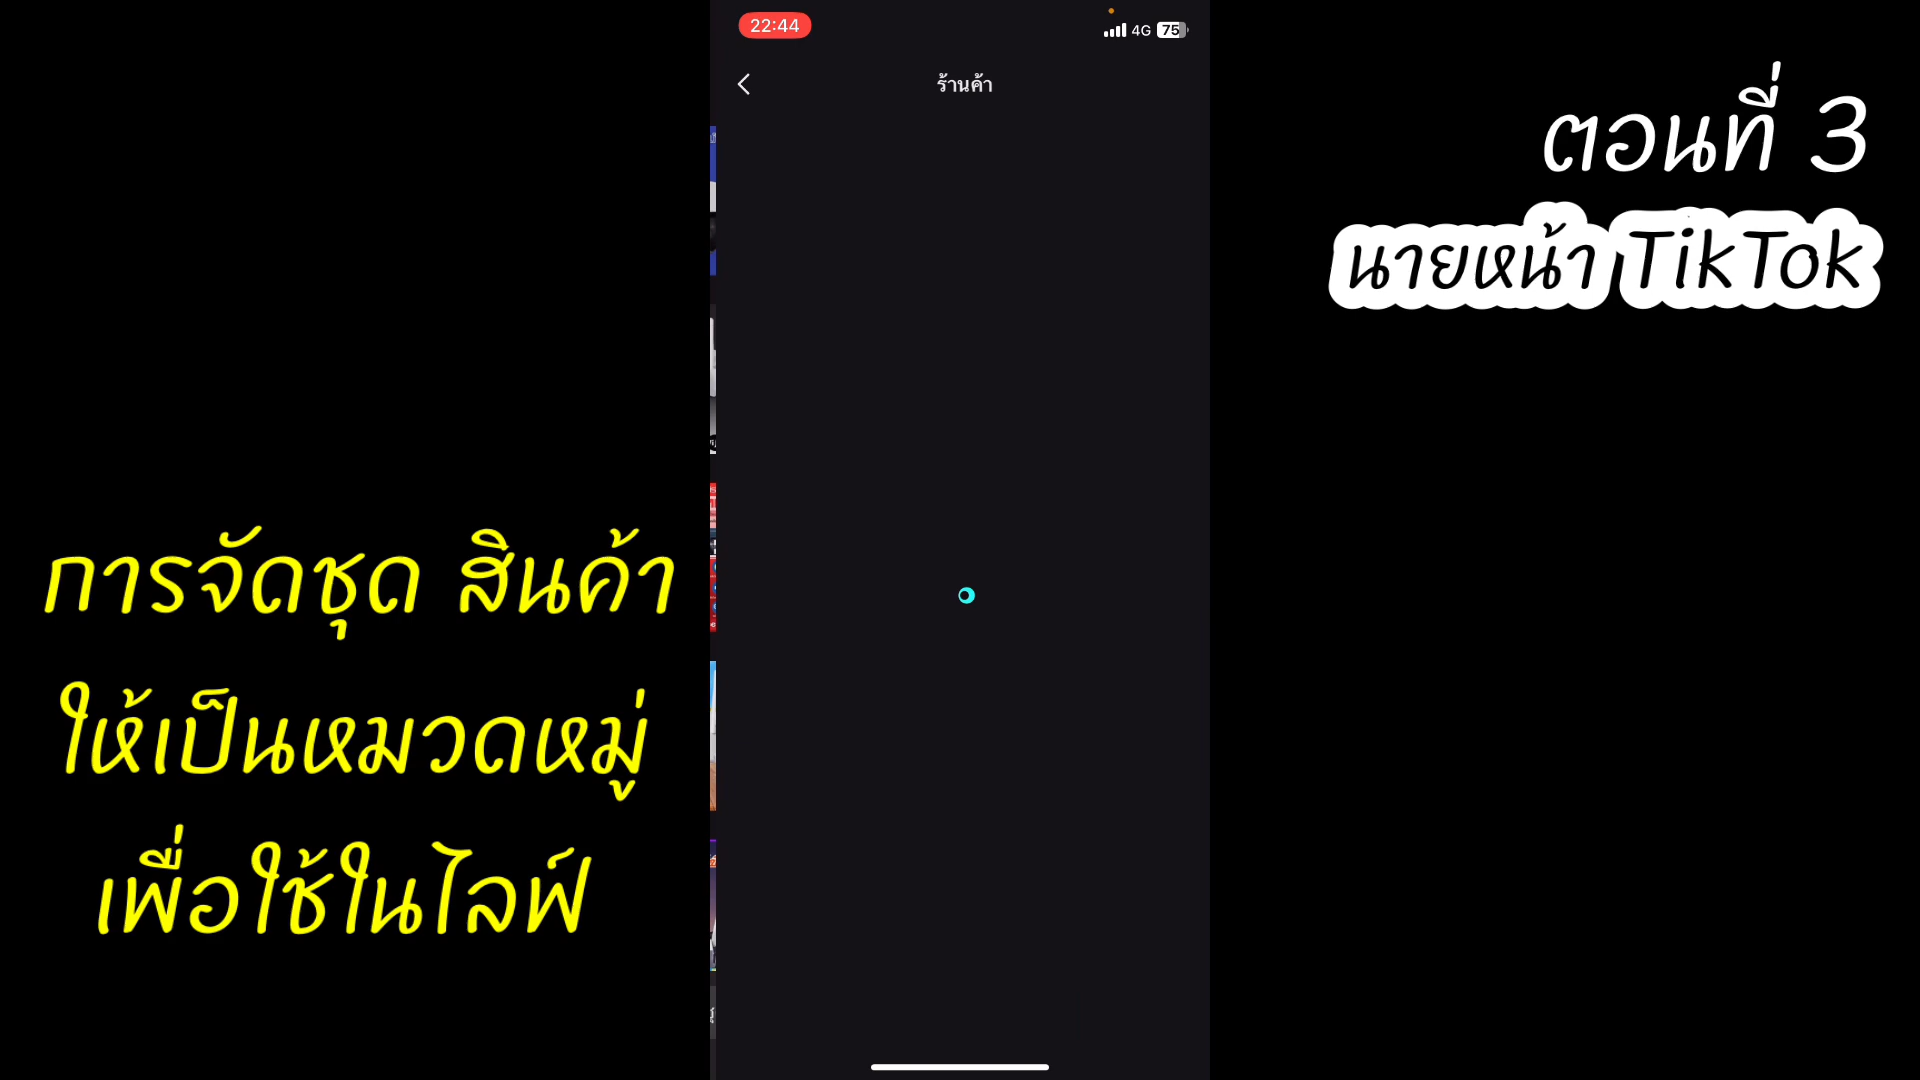 22:44
4G 75
ร้านค้า
ตอนที่ 3
นายหน้า TikTok
การจัดชุด สินค้า
ให้เป็นหมวดหมู่
เพื่อใช้ในไลฟ์